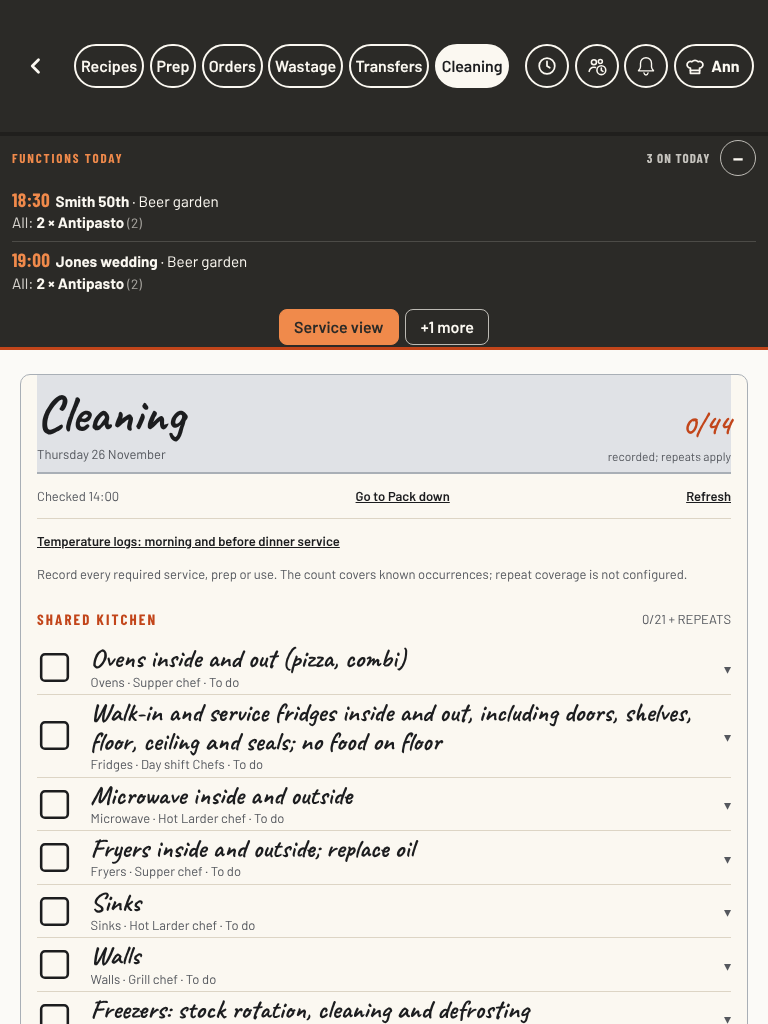 Recipes Prep Orders Wastage Transfers Cleaning Ann
FUNCTIONS TODAY 3 ON TODAY
18:30 Smith 50th · Beer garden
All: 2 × Antipasto (2)
19:00 Jones wedding · Beer garden
All: 2 × Antipasto (2)
Service view +1 more
Cleaning 0/44
Thursday 26 November recorded; repeats apply
Checked 14:00 Go to Pack down Refresh
Temperature logs: morning and before dinner service
Record every required service, prep or use. The count covers known occurrences; repeat coverage is not configured.
SHARED KITCHEN 0/21 + REPEATS
Ovens inside and out (pizza, combi)
Ovens · Supper chef · To do
Walk-in and service fridges inside and out, including doors, shelves,
floor, ceiling and seals; no food on floor
Fridges · Day shift Chefs · To do
Microwave inside and outside
Microwave · Hot Larder chef · To do
Fryers inside and outside; replace oil
Fryers · Supper chef · To do
Sinks
Sinks · Hot Larder chef · To do
Walls
Walls · Grill chef · To do
Freezers: stock rotation, cleaning and defrosting